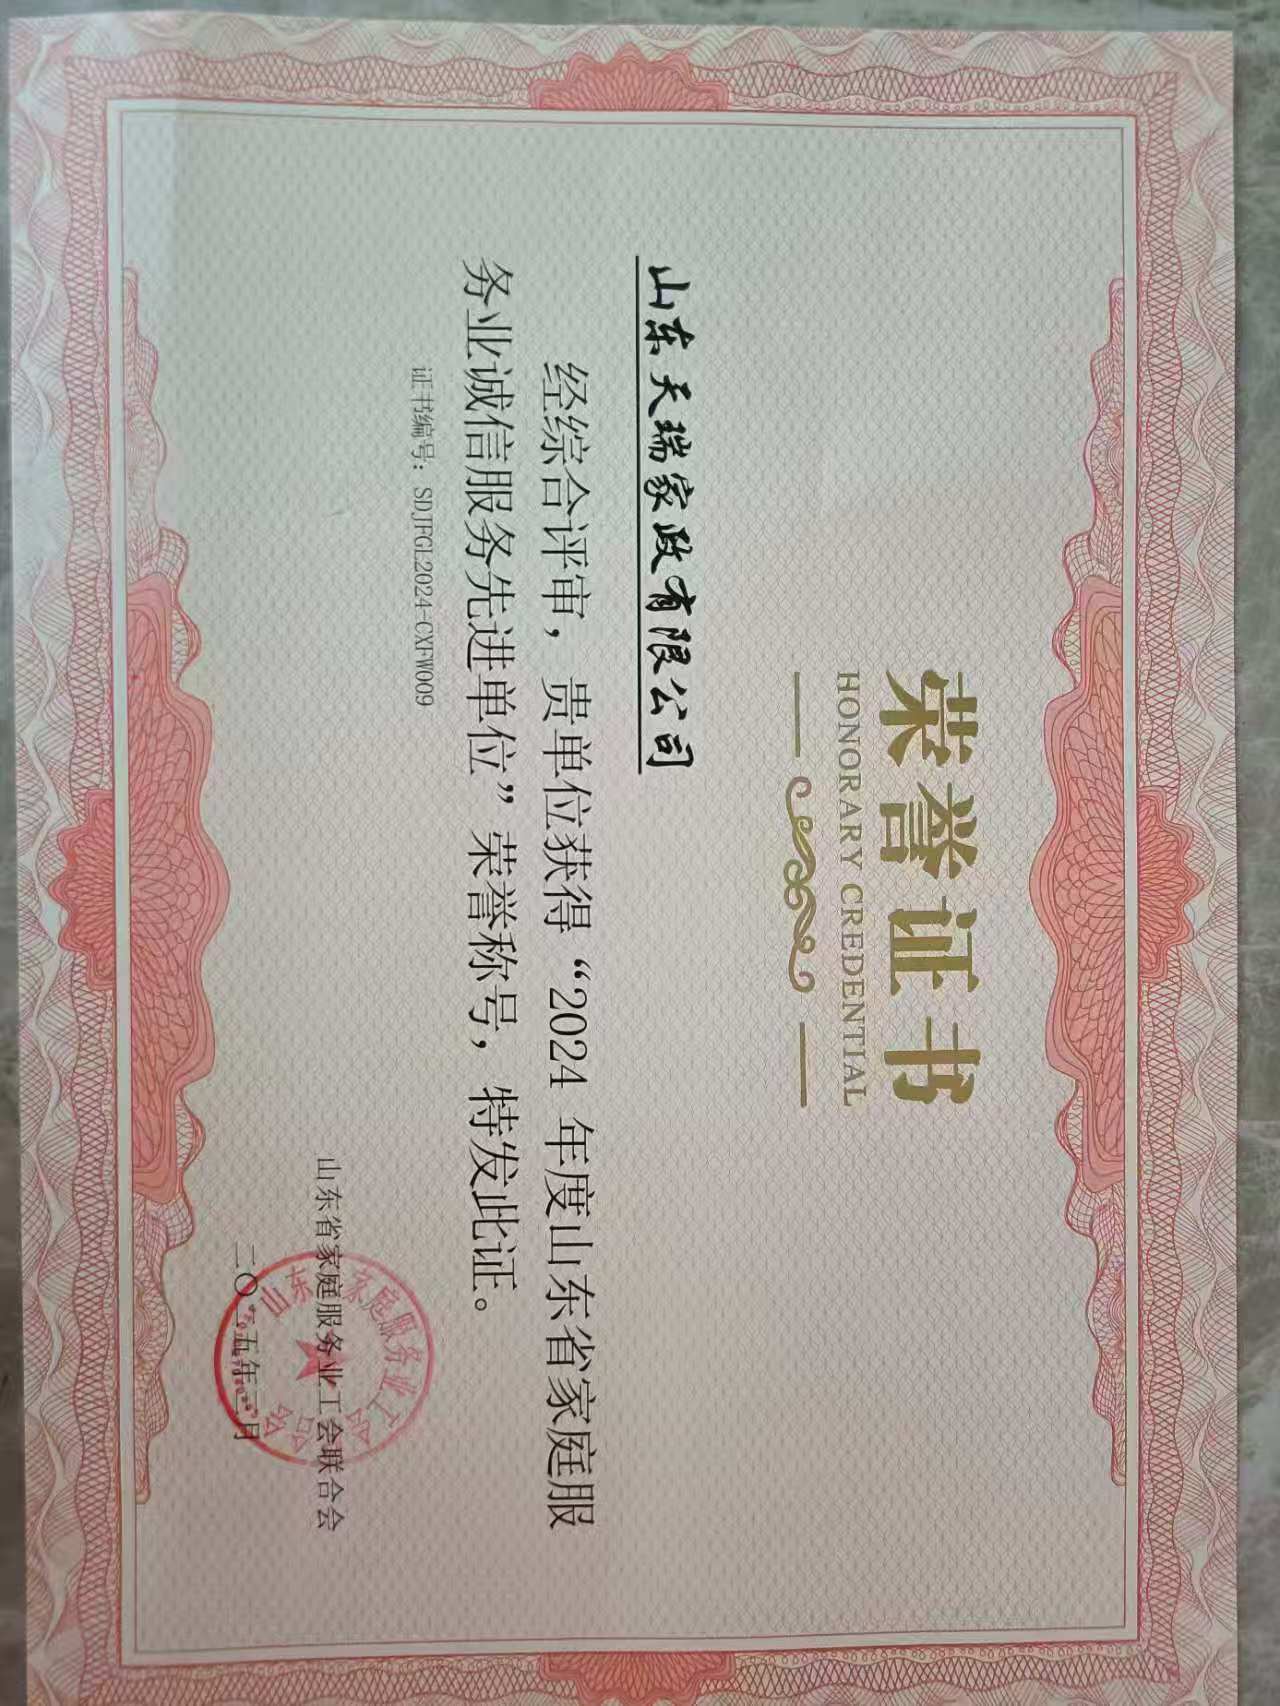 荣誉证书
HONORARY CREDENTIAL
山东天瑞家政有限公司
经综合评审，贵单位获得“2024 年度山东省家庭服
务业诚信服务先进单位”荣誉称号，特发此证。
证书编号：SDJFGL2024-CXFW009
山东省家庭服务业工会联合会
二〇二五年三月